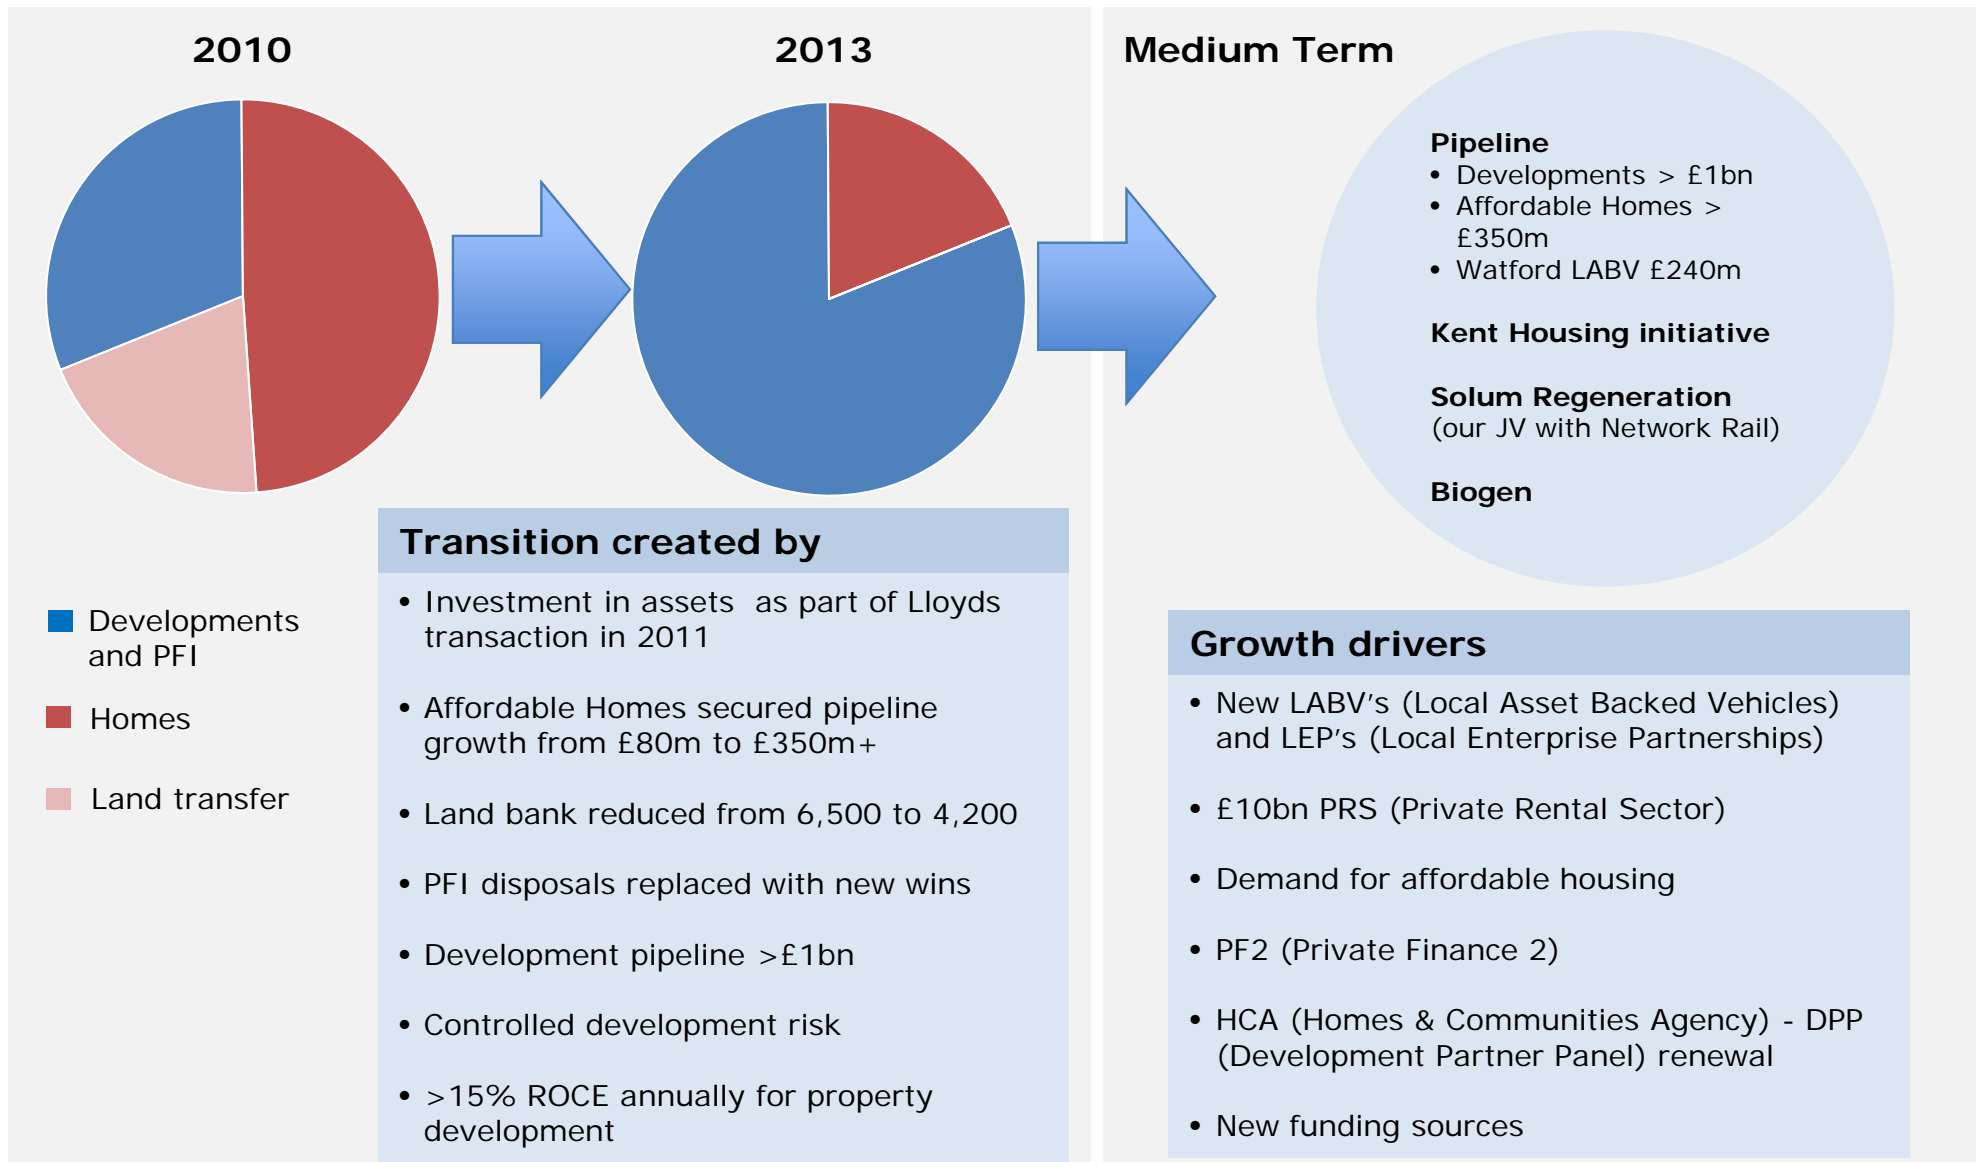 2010
2013
Medium Term
Pipeline
• Developments > £1bn
• Affordable Homes >
£350m
• Watford LABV £240m
Kent Housing initiative
Solum Regeneration
(our JV with Network Rail)
Biogen
Developments
and PFI
Homes
Land transfer
Transition created by
• Investment in assets as part of Lloyds
transaction in 2011
• Affordable Homes secured pipeline
growth from £80m to £350m+
• Land bank reduced from 6,500 to 4,200
• PFI disposals replaced with new wins
• Development pipeline >£1bn
• Controlled development risk
• >15% ROCE annually for property
development
Growth drivers
• New LABV's (Local Asset Backed Vehicles)
and LEP's (Local Enterprise Partnerships)
• £10bn PRS (Private Rental Sector)
• Demand for affordable housing
• PF2 (Private Finance 2)
• HCA (Homes & Communities Agency) - DPP
(Development Partner Panel) renewal
• New funding sources